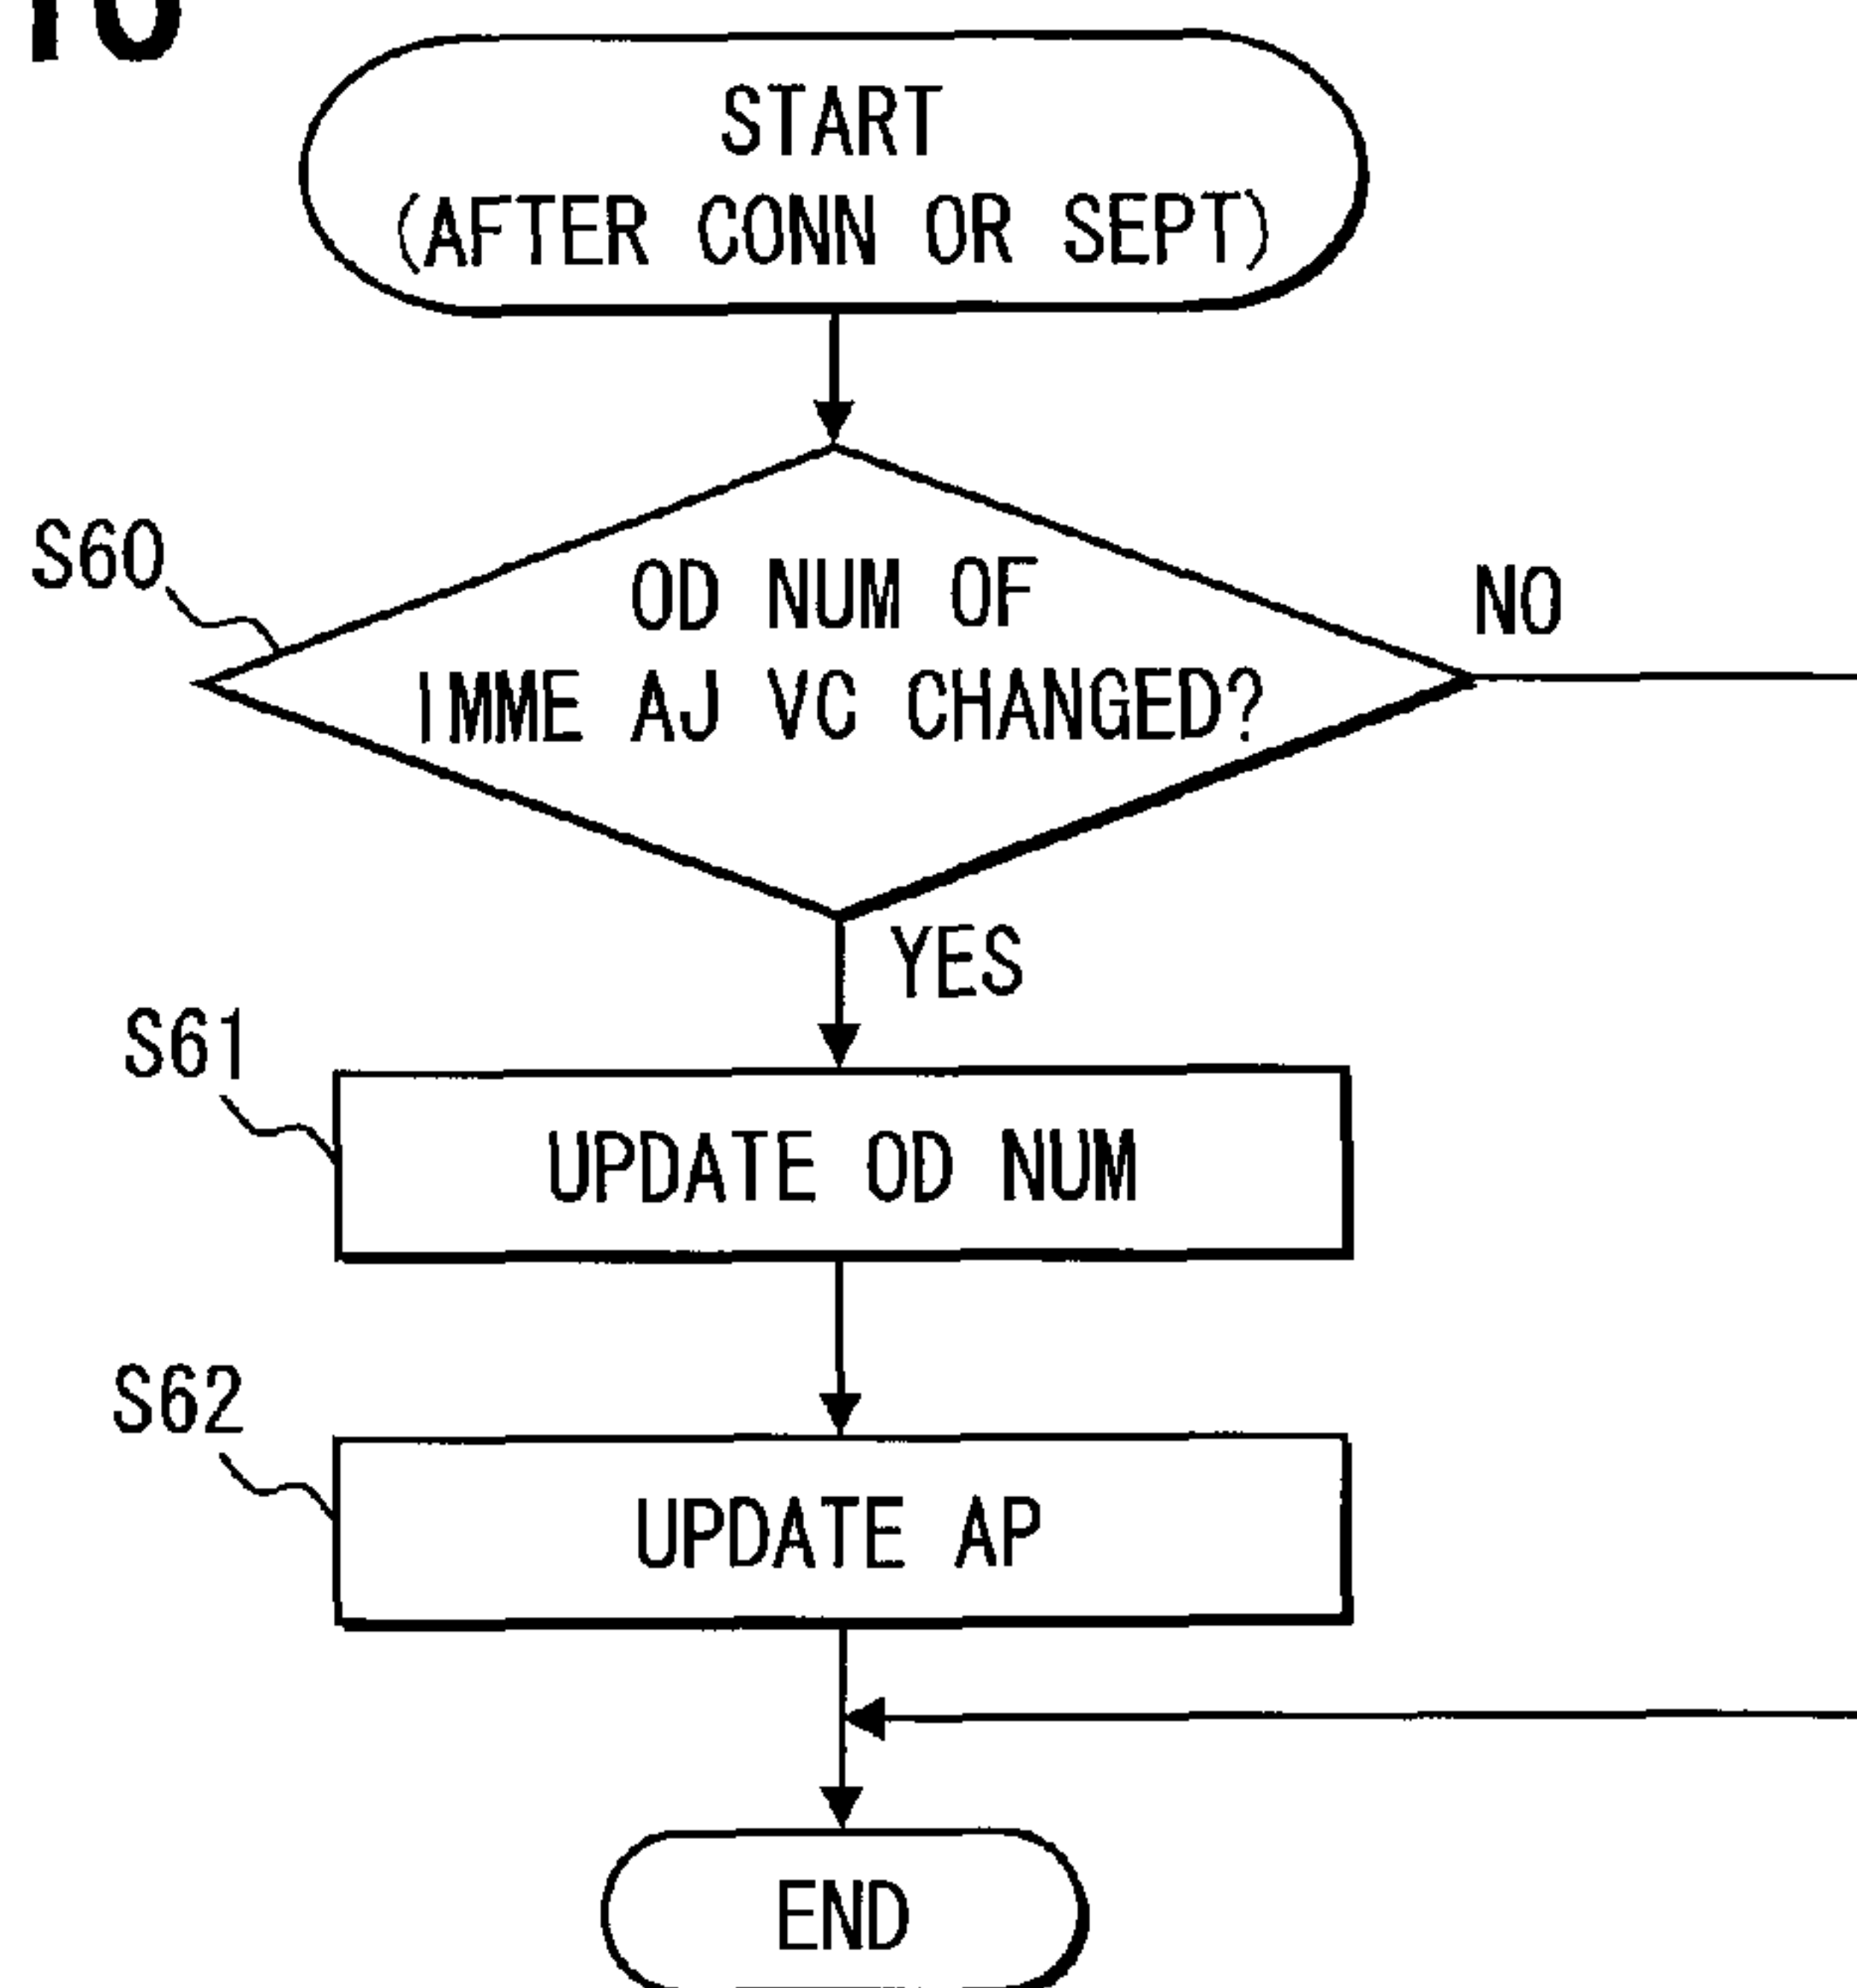 START
(AFTER CONN OR SEPT)
S60
OD NUM OF
IMME AJ VC CHANGED?
NO
YES
S61
UPDATE OD NUM
S62
UPDATE AP
END